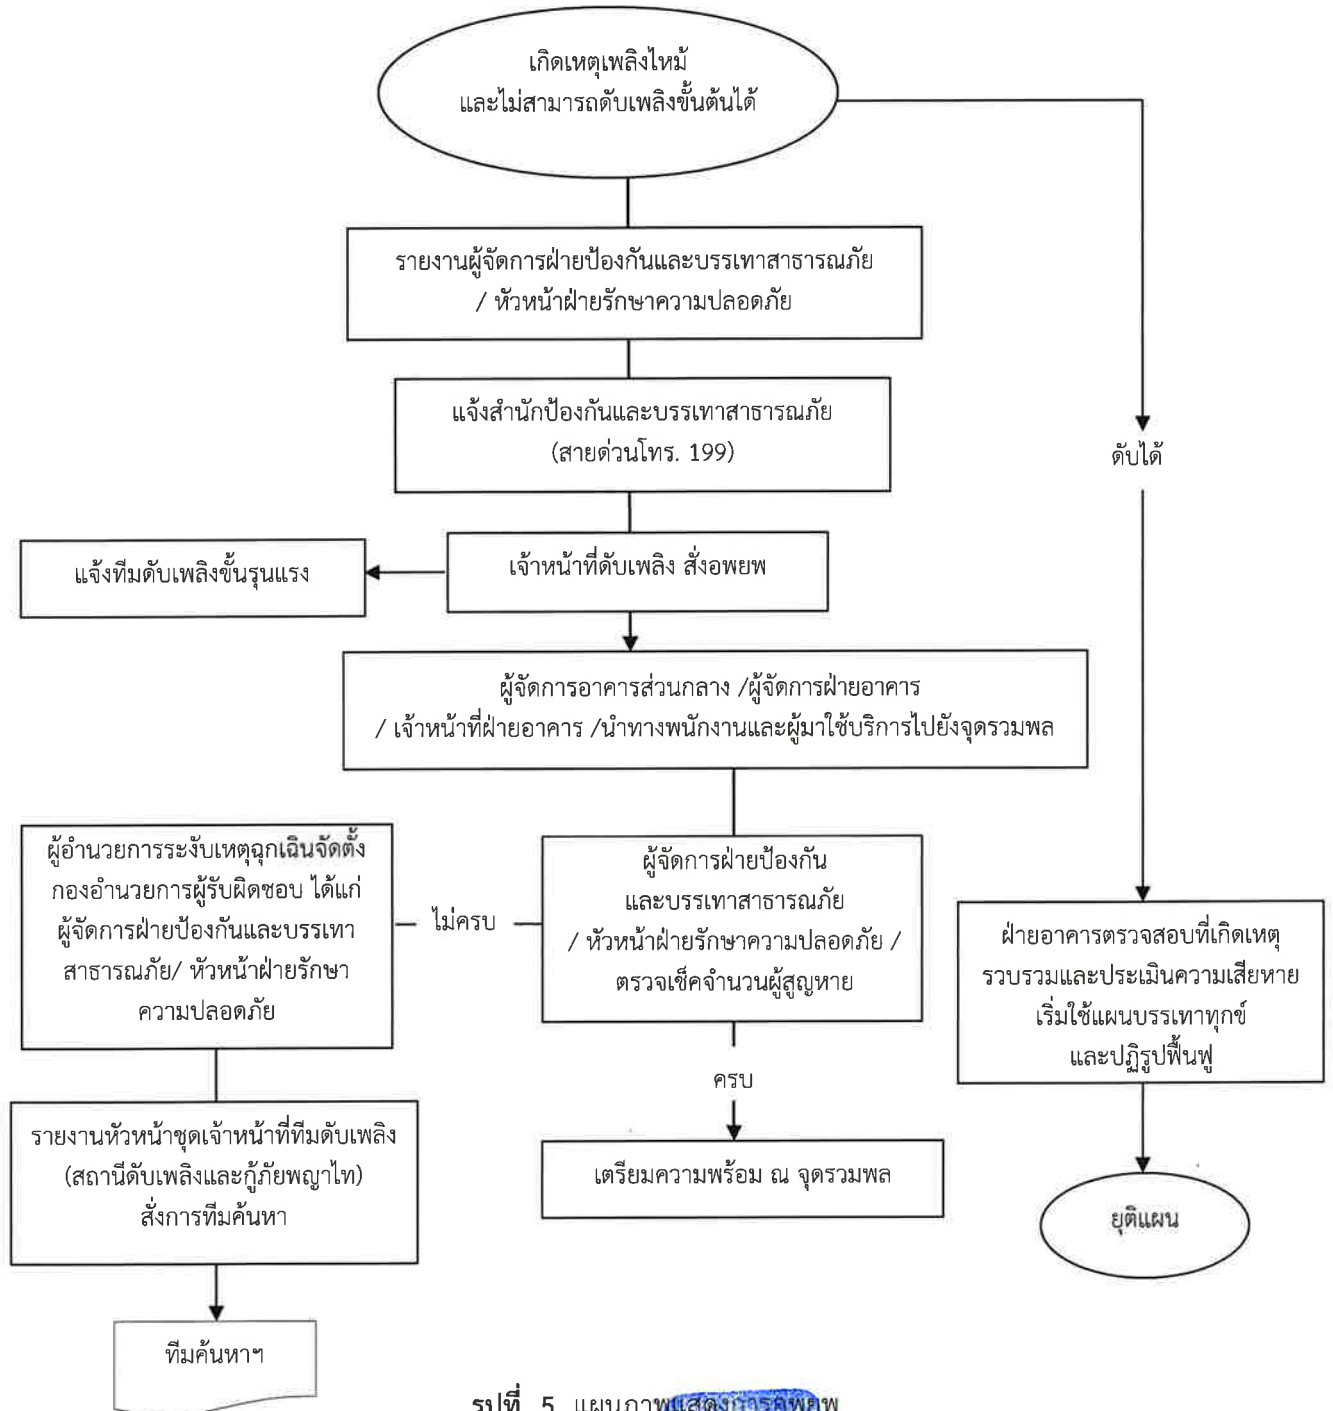 เกิดเหตุเพลิงไหม้
และไม่สามารถดับเพลิงขั้นต้นได้
รายงานผู้จัดการฝ่ายป้องกันและบรรเทาสาธารณภัย
/ หัวหน้าฝ่ายรักษาความปลอดภัย
แจ้งสำนักป้องกันและบรรเทาสาธารณภัย
(สายด่วนโทร. 199)
ดับได้
แจ้งทีมดับเพลิงขั้นรุนแรง
เจ้าหน้าที่ดับเพลิง สั่งอพยพ
ผู้จัดการอาคารส่วนกลาง /ผู้จัดการฝ่ายอาคาร
/ เจ้าหน้าที่ฝ่ายอาคาร /นำทางพนักงานและผู้มาใช้บริการไปยังจุดรวมพล
ผู้อำนวยการระงับเหตุฉุกเฉินจัดตั้ง
กองอำนวยการผู้รับผิดชอบ ได้แก่
ผู้จัดการฝ่ายป้องกันและบรรเทา
สาธารณภัย/ หัวหน้าฝ่ายรักษา
ความปลอดภัย
ไม่ครบ
ผู้จัดการฝ่ายป้องกัน
และบรรเทาสาธารณภัย
/ หัวหน้าฝ่ายรักษาความปลอดภัย /
ตรวจเช็คจำนวนผู้สูญหาย
ฝ่ายอาคารตรวจสอบที่เกิดเหตุ
รวบรวมและประเมินความเสียหาย
เริ่มใช้แผนบรรเทาทุกข์
และปฏิรูปฟื้นฟู
ครบ
รายงานหัวหน้าชุดเจ้าหน้าที่ทีมดับเพลิง
(สถานีดับเพลิงและกู้ภัยพญาไท)
สั่งการทีมค้นหา
เตรียมความพร้อม ณ จุดรวมพล
ยุติแผน
ทีมค้นหาฯ
รูปที่ 5 แผนภาพแสดงการอพยพ